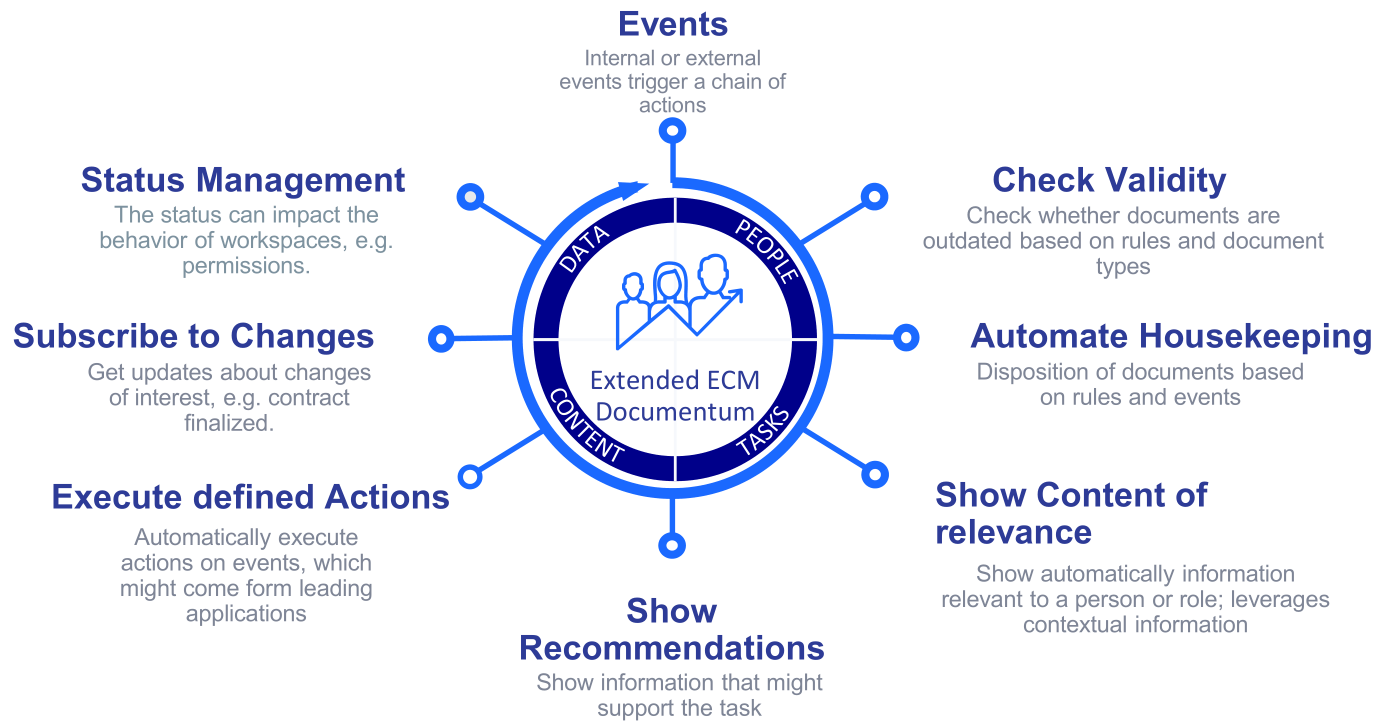 Events
Internal or external
events trigger a chain of
actions
Status Management
The status can impact the
behavior of workspaces, e.g.
permissions.
Check Validity
Check whether documents are
outdated based on rules and document
types
Subscribe to Changes
Get updates about changes
of interest, e.g. contract
finalized.
DATA
PEOPLE
Extended ECM
Documentum
CONTENT
TASKS
Automate Housekeeping
Disposition of documents based
on rules and events
Execute defined Actions
Automatically execute
actions on events, which
might come form leading
applications
Show Content of
relevance
Show automatically information
relevant to a person or role; leverages
contextual information
Show
Recommendations
Show information that might
support the task